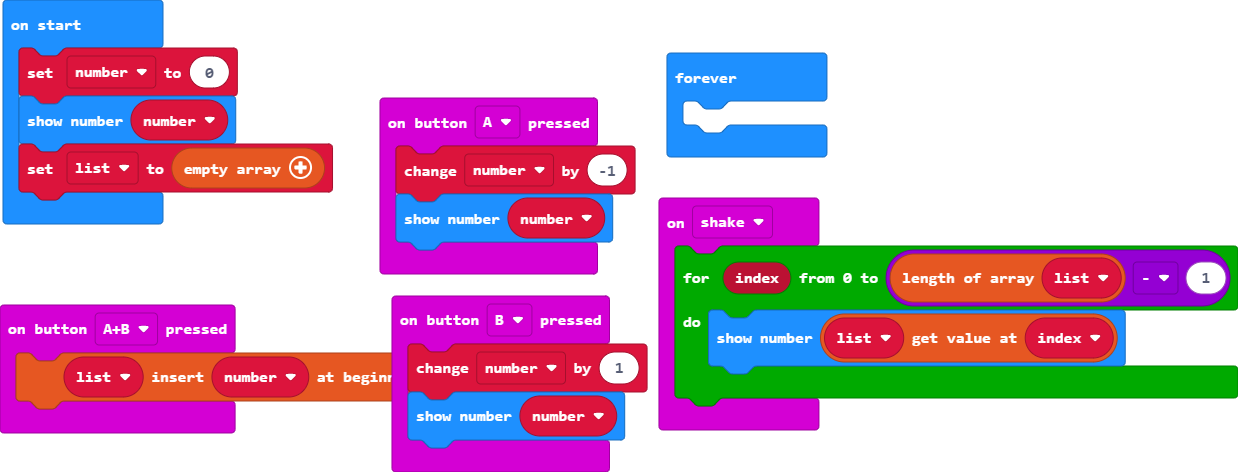 on start
set number to 0
show number number
set list to empty array
on button A pressed
change number by -1
show number number
forever
on shake
for index from 0 to length of array list - 1
do
show number list get value at index
on button A+B pressed
list insert number at
on button B pressed
change number by 1
show number number